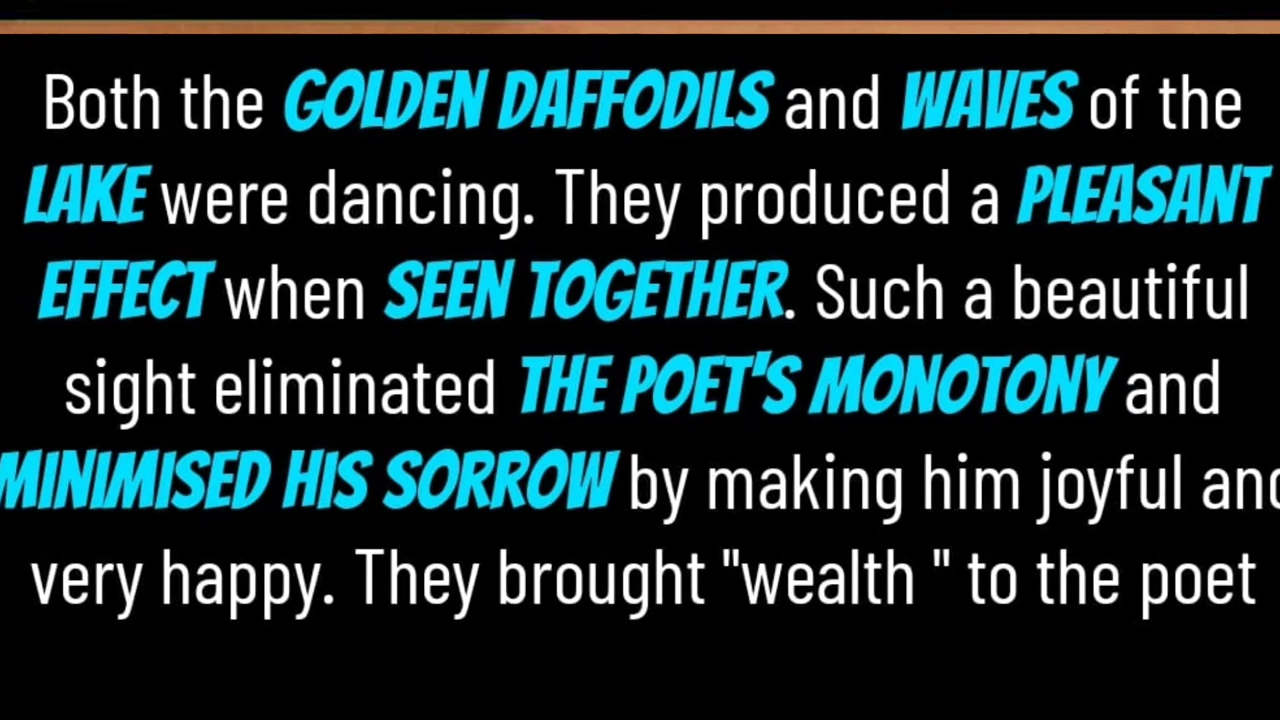 Both the GOLDEN DAFFODILS and WAVES of the
LAKE were dancing. They produced a PLEASANT
EFFECT when SEEN TOGETHER. Such a beautiful
sight eliminated THE POET'S MONOTONY and
MINIMISED HIS SORROW by making him joyful and
very happy. They brought "wealth " to the poet